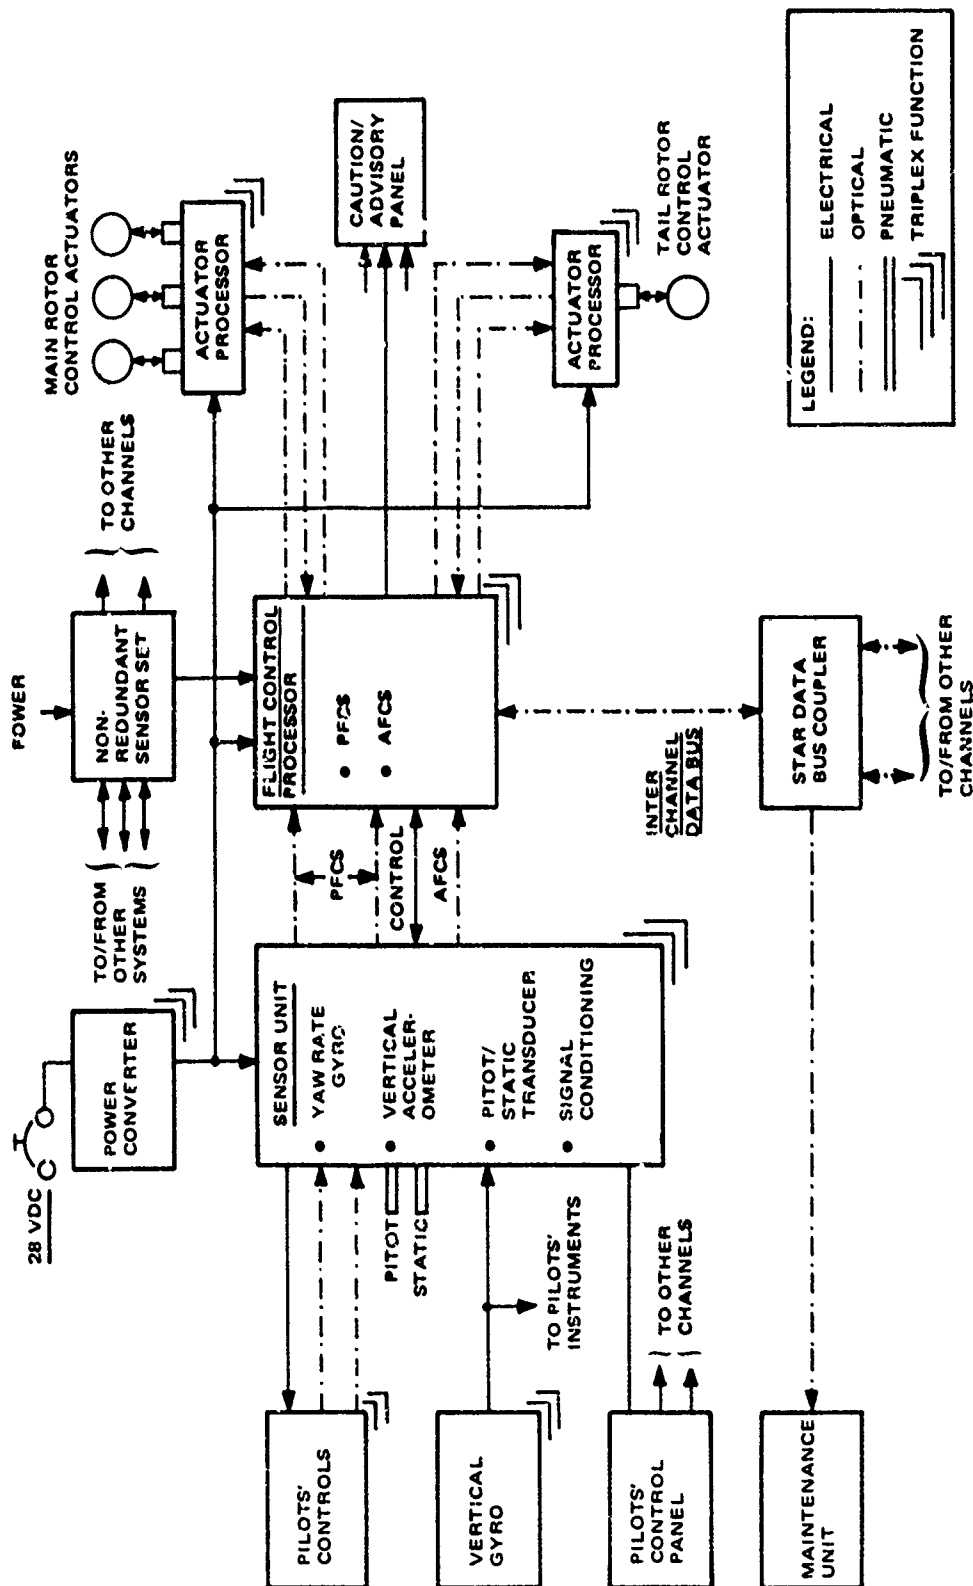 28 VDC
POWER
CONVERTER
TO/FROM
OTHER
SYSTEMS
POWER
NON-
REDUNDANT
SENSOR SET
TO OTHER
CHANNELS
MAIN ROTOR
CONTROL ACTUATORS
ACTUATOR
PROCESSOR
PILOTS'
CONTROLS
PITOT
STATIC
SENSOR UNIT
• YAW RATE
GYRO
• VERTICAL
ACCELER-
OMETER
• PITOT/
STATIC
TRANSDUCER
• SIGNAL
CONDITIONING
PFCS
CONTROL
AFCS
FLIGHT CONTROL
PROCESSOR
• PFCS
• AFCS
CAUTION/
ADVISORY
PANEL
VERTICAL
GYRO
TO PILOTS'
INSTRUMENTS
ACTUATOR
PROCESSOR
TAIL ROTOR
CONTROL
ACTUATOR
PILOTS'
CONTROL
PANEL
TO OTHER
CHANNELS
INTER
CHANNEL
DATA BUS
MAINTENANCE
UNIT
STAR DATA
BUS COUPLER
TO/FROM OTHER
CHANNELS
LEGEND:
ELECTRICAL
OPTICAL
PNEUMATIC
TRIPLEX FUNCTION